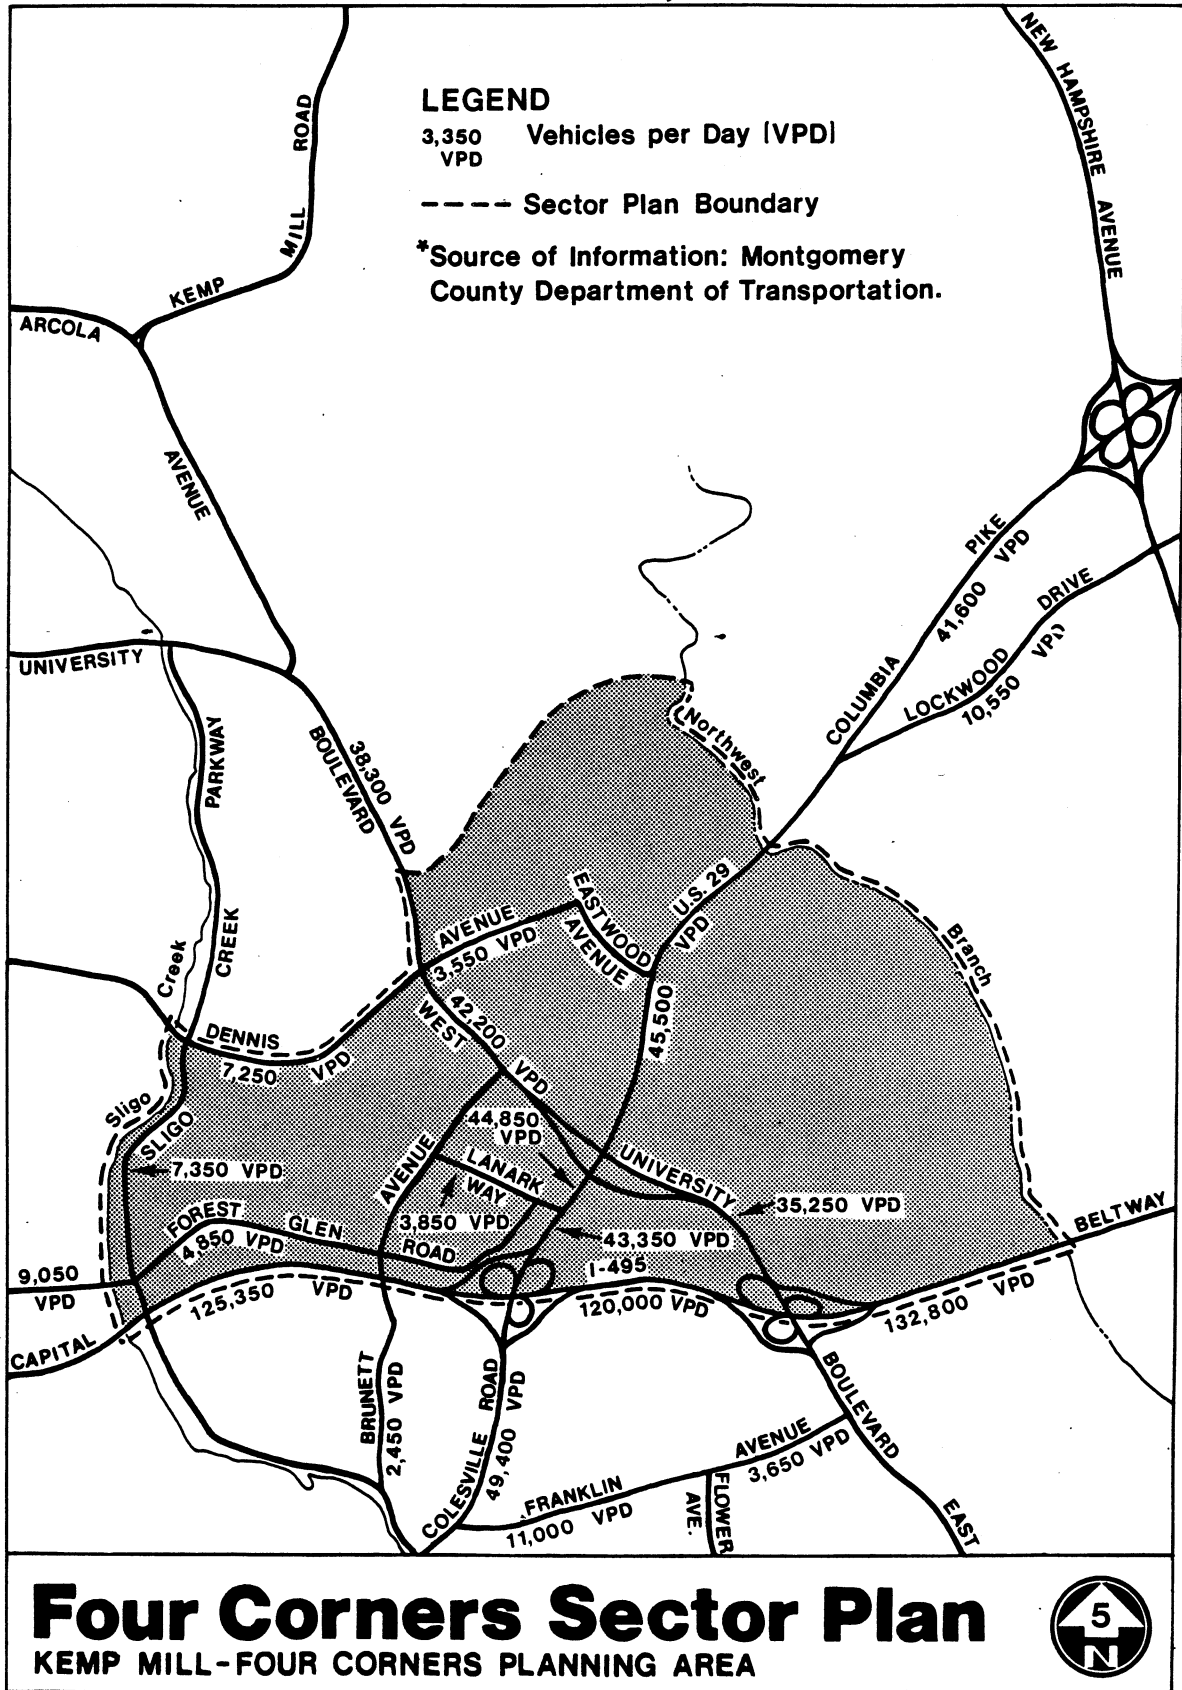 LEGEND
3,350 Vehicles per Day (VPD)
VPD
---- Sector Plan Boundary
*Source of Information: Montgomery
County Department of Transportation.
NEW HAMPSHIRE AVENUE
KEMP MILL ROAD
ARCOLA AVENUE
UNIVERSITY BOULEVARD
38,300 VPD
PARKWAY
CREEK
Creek
COLUMBIA PIKE
41,600 VPD
LOCKWOOD DRIVE
10,550 VPD
Northwest
Branch
U.S. 29
45,500 VPD
EASTWOOD
AVENUE
AVENUE
3,550 VPD
WEST
42,200 VPD
DENNIS
7,250 VPD
Sligo
SLIGO
7,350 VPD
44,850
VPD
AVENUE
LANARK
WAY
3,850 VPD
UNIVERSITY
35,250 VPD
43,350 VPD
FOREST GLEN ROAD
4,850 VPD
I-495
BELTWAY
9,050
VPD
125,350 VPD
120,000 VPD
132,800 VPD
CAPITAL
BRUNETT
2,450 VPD
COLESVILLE ROAD
49,400 VPD
BOULEVARD
EAST
FRANKLIN AVENUE
3,650 VPD
11,000 VPD
FLOWER
AVE.
Four Corners Sector Plan
KEMP MILL-FOUR CORNERS PLANNING AREA
5
N